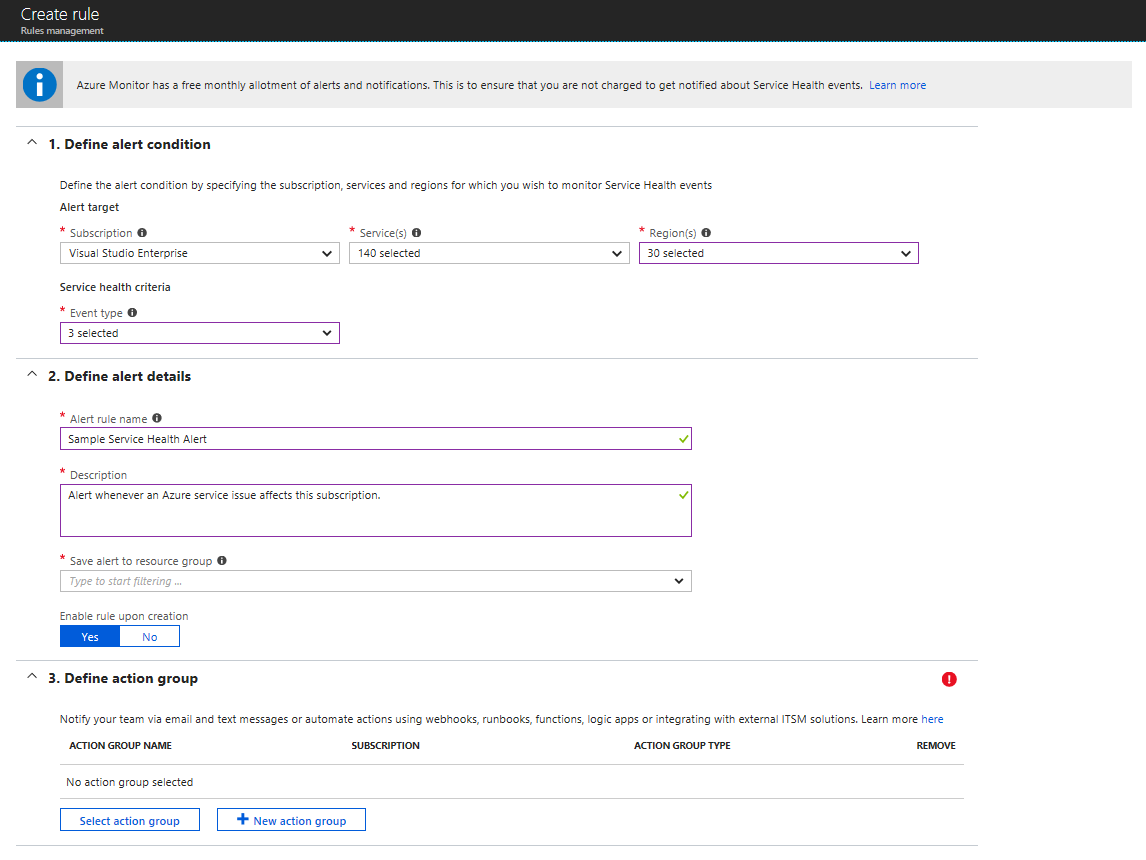 Create rule
Rules management
Azure Monitor has a free monthly allotment of alerts and notifications. This is to ensure that you are not charged to get notified about Service Health events. Learn more
1. Define alert condition
Define the alert condition by specifying the subscription, services and regions for which you wish to monitor Service Health events
Alert target
* Subscription * Service(s) * Region(s)
Visual Studio Enterprise 140 selected 30 selected
Service health criteria
* Event type
3 selected
2. Define alert details
* Alert rule name
Sample Service Health Alert
* Description
Alert whenever an Azure service issue affects this subscription.
* Save alert to resource group
Type to start filtering ...
Enable rule upon creation
Yes No
3. Define action group
Notify your team via email and text messages or automate actions using webhooks, runbooks, functions, logic apps or integrating with external ITSM solutions. Learn more here
ACTION GROUP NAME SUBSCRIPTION ACTION GROUP TYPE REMOVE
No action group selected
Select action group + New action group